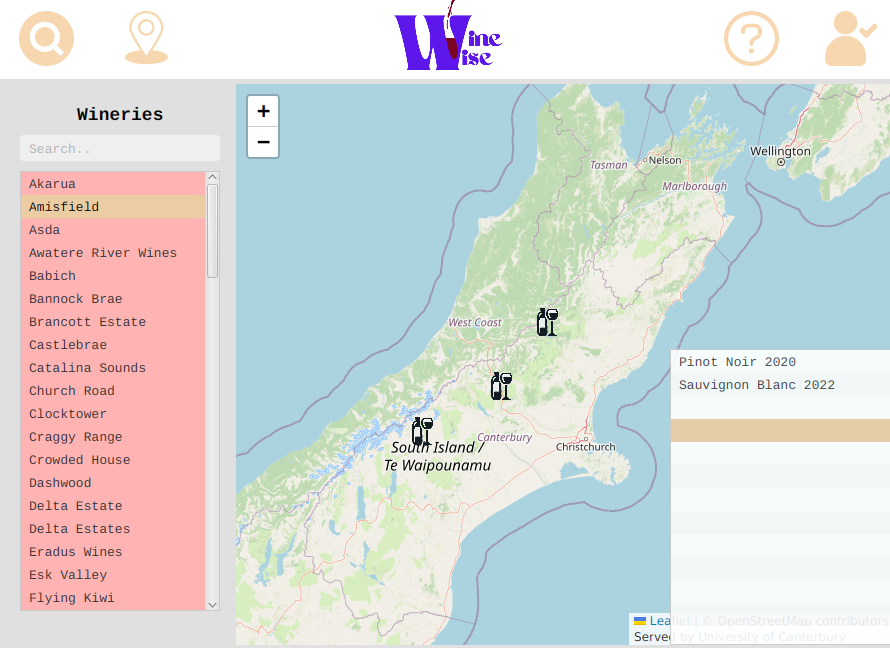 Wine
Wise
Wineries
Search..
Akarua
Amisfield
Asda
Awatere River Wines
Babich
Bannock Brae
Brancott Estate
Castlebrae
Catalina Sounds
Church Road
Clocktower
Craggy Range
Crowded House
Dashwood
Delta Estate
Delta Estates
Eradus Wines
Esk Valley
Flying Kiwi
+
−
Wellington
Tasman
Nelson
Marlborough
West Coast
Canterbury
Christchurch
South Island /
Te Waipounamu
Pinot Noir 2020
Sauvignon Blanc 2022
Leaflet | © OpenStreetMap contributors
Served by University of Canterbury